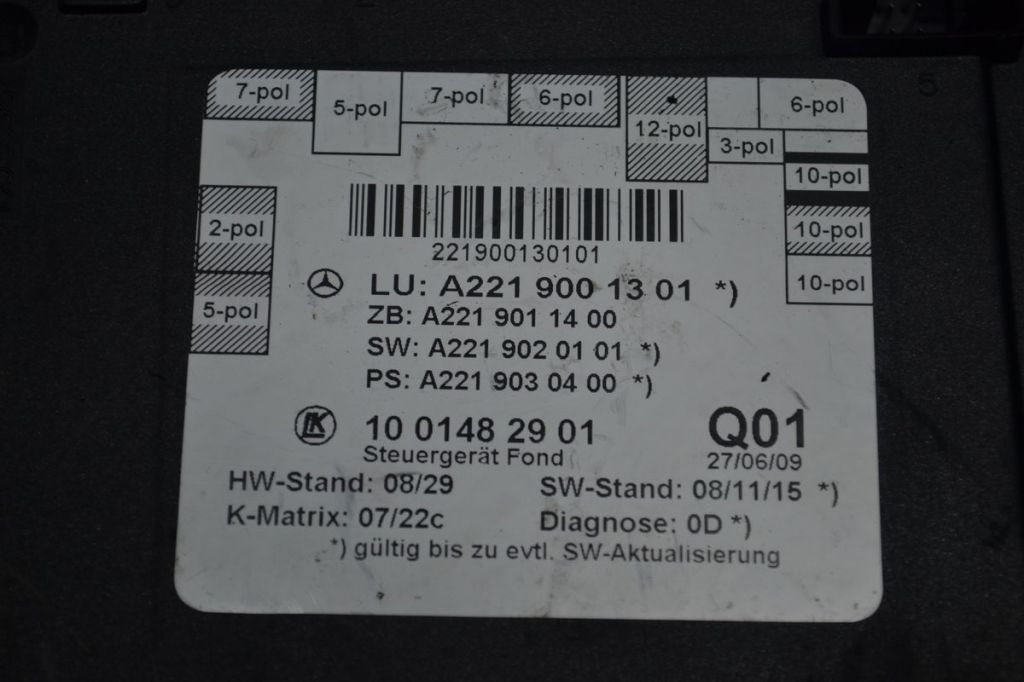 7-pol
5-pol
7-pol
6-pol
12-pol
3-pol
6-pol
10-pol
10-pol
10-pol
2-pol
5-pol
221900130101
LU: A221 900 13 01 *)
ZB: A221 901 14 00
SW: A221 902 01 01 *)
PS: A221 903 04 00 *)
LK
10 0148 29 01
Q01
Steuergerät Fond
27/06/09
HW-Stand: 08/29
SW-Stand: 08/11/15 *)
K-Matrix: 07/22c
Diagnose: 0D *)
*) gültig bis zu evtl. SW-Aktualisierung
5